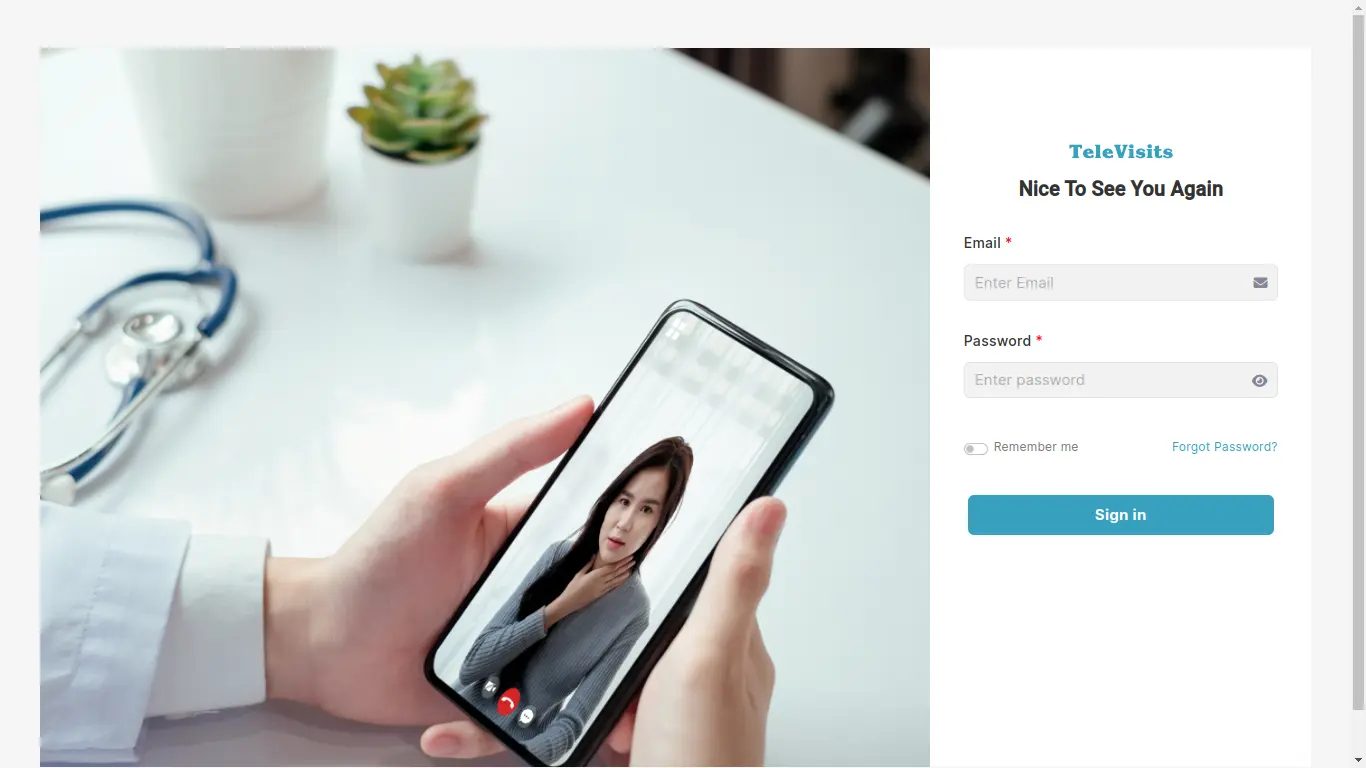 TeleVisits
Nice To See You Again
Email *
Enter Email
Password *
Enter password
Remember me
Forgot Password?
Sign in